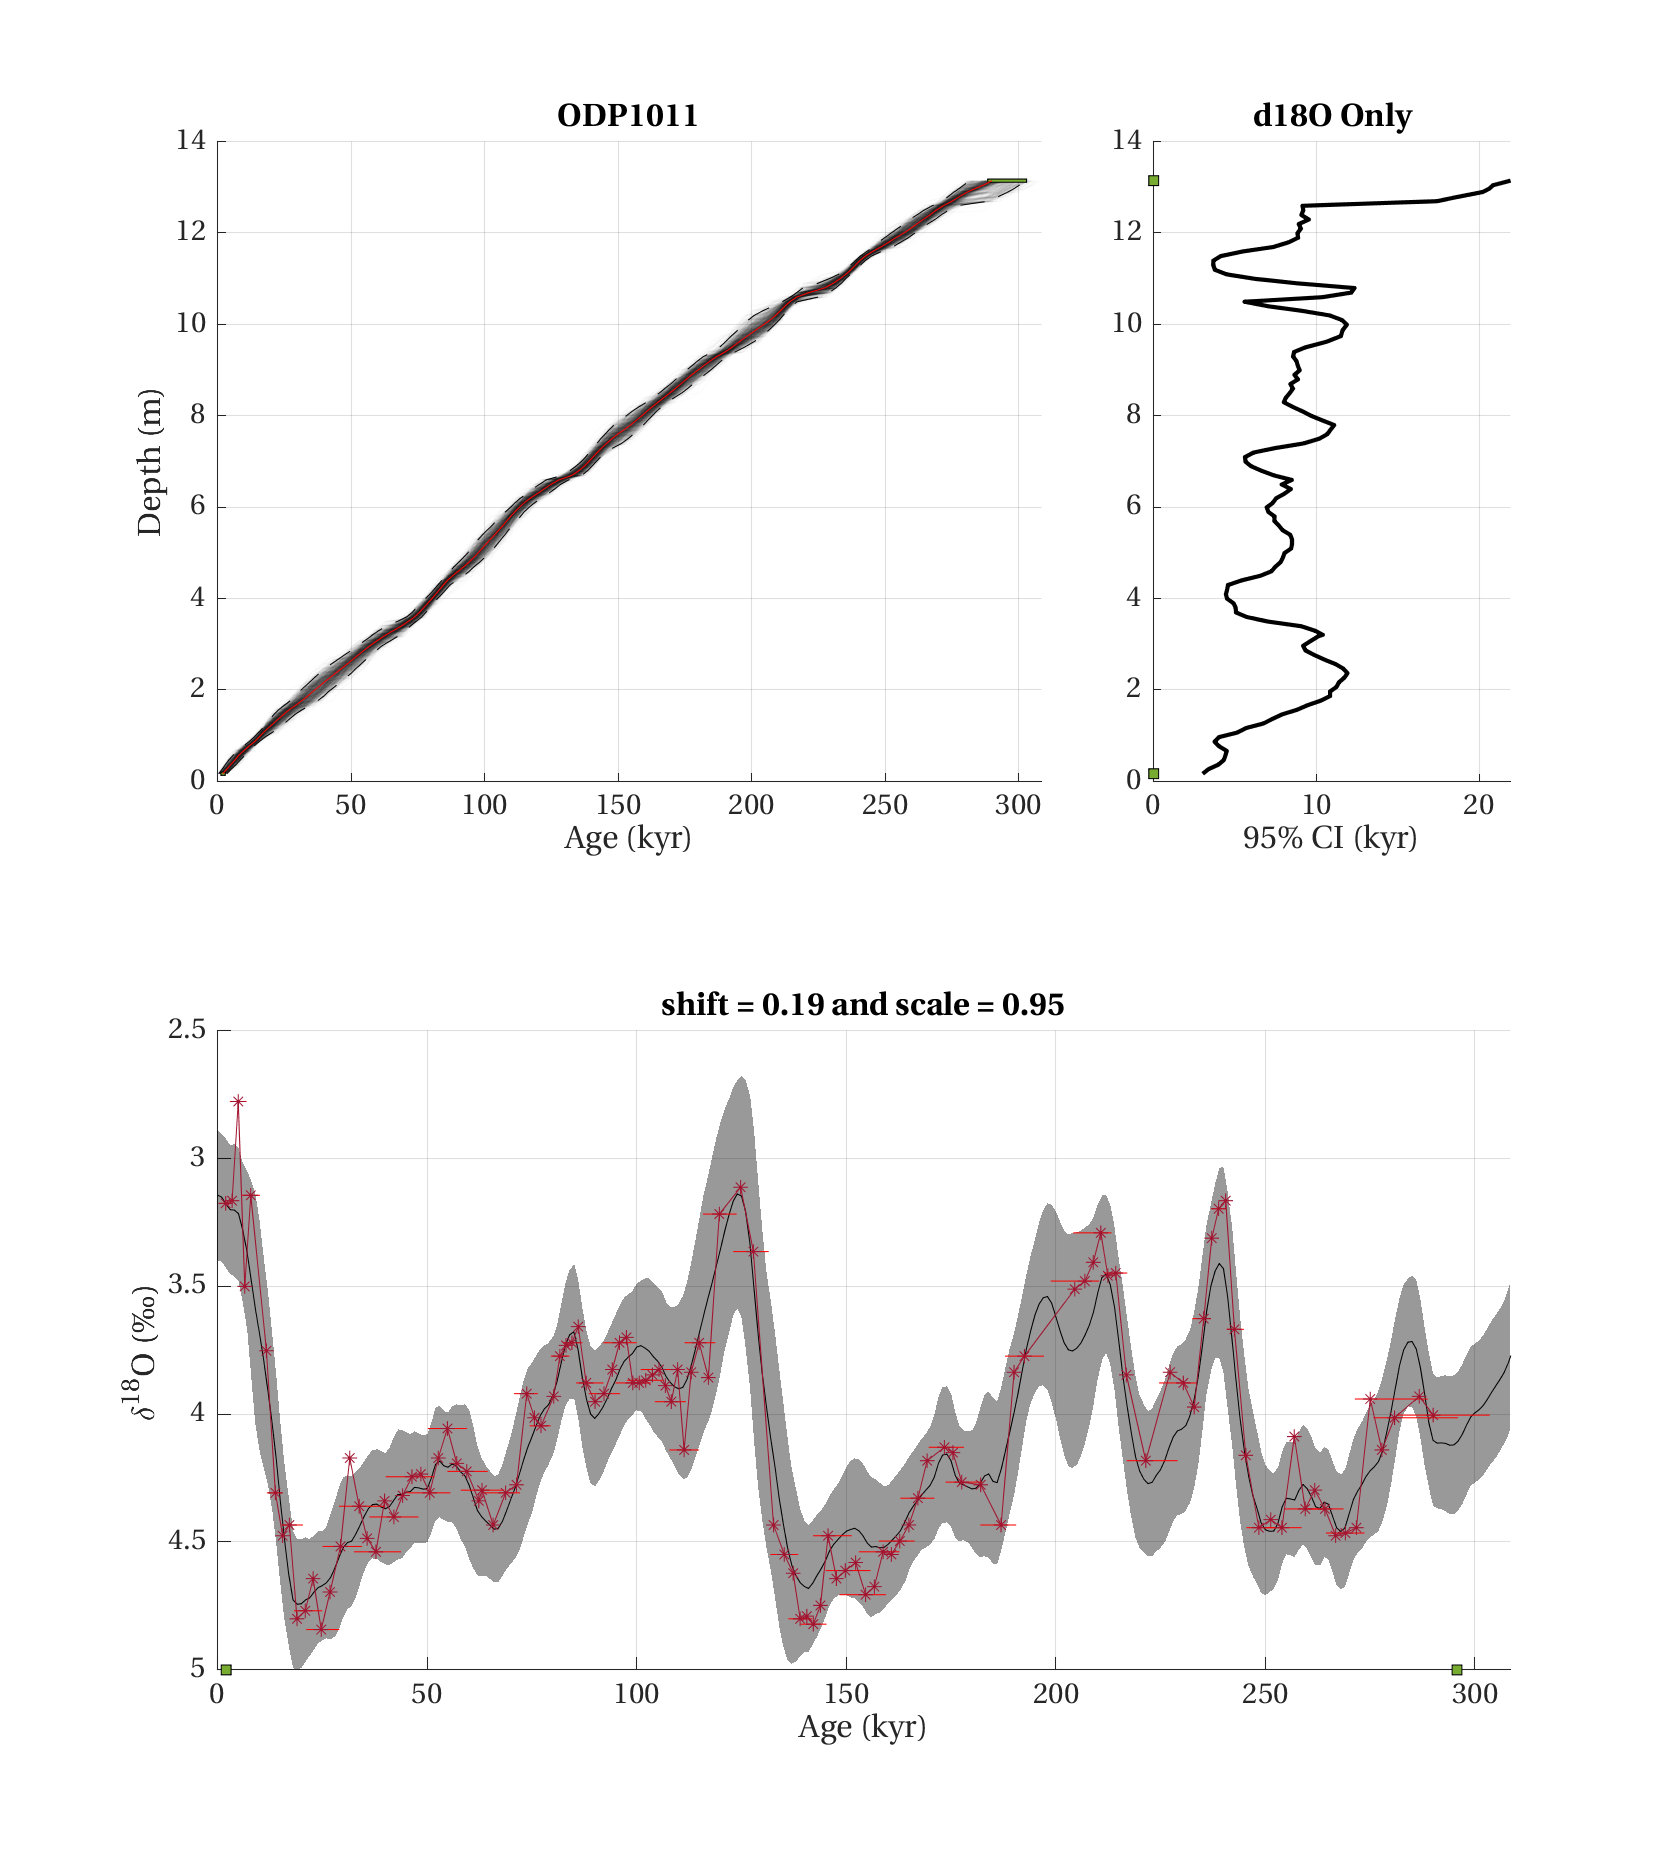 ODP1011
d18O Only
14
12
10
8
6
4
2
0
Depth (m)
0 50 100 150 200 250 300
Age (kyr)
14
12
10
8
6
4
2
0
0 10 20
95% CI (kyr)
shift = 0.19 and scale = 0.95
2.5
3
3.5
4
4.5
5
δ18O (‰)
0 50 100 150 200 250 300
Age (kyr)